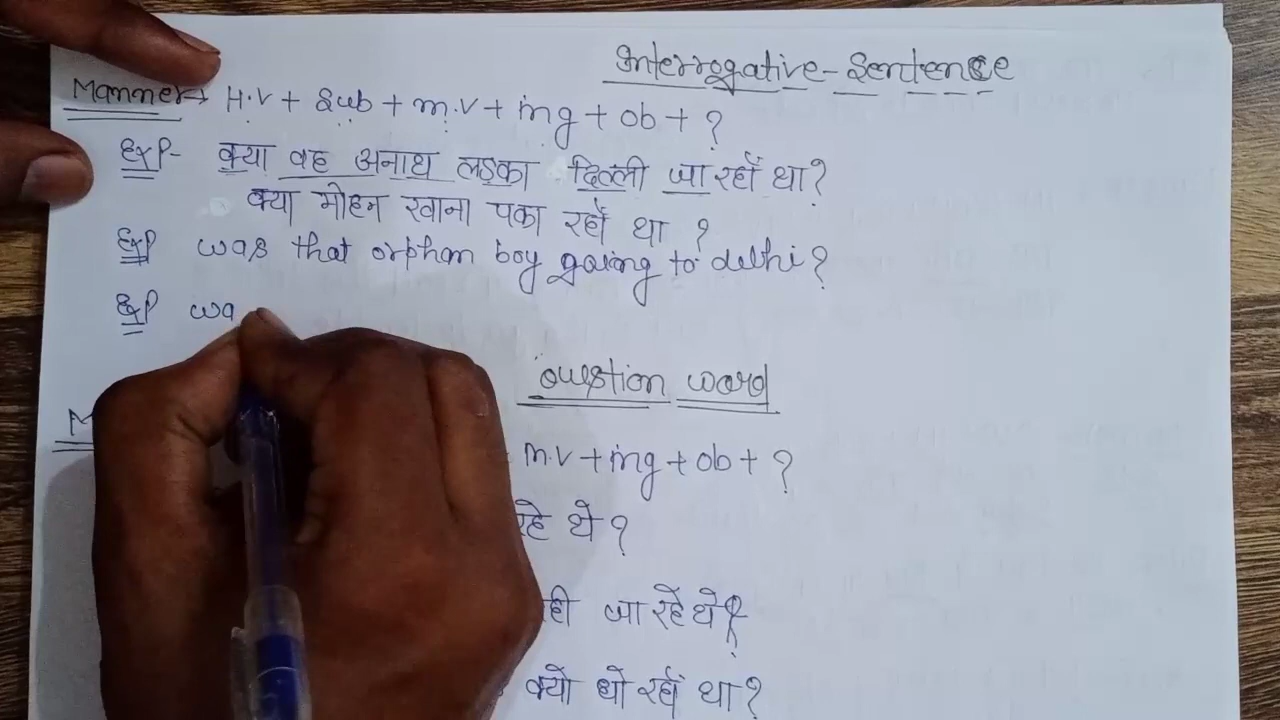 Interrogative-Sentence
Manner→ H.V + Sub + m.v + ing + ob + ?
Exp- क्या वह अनाथ लड़का दिल्ली जा रहाँ था?
क्या मोहन खाना पका रहाँ था ?
Exp was that orphan boy going to delhi?
Exp wa
Question word
M
m.v + ing + ob + ?
रहे थे?
ही जा रहे थे?
क्यों धो रहाँ था?